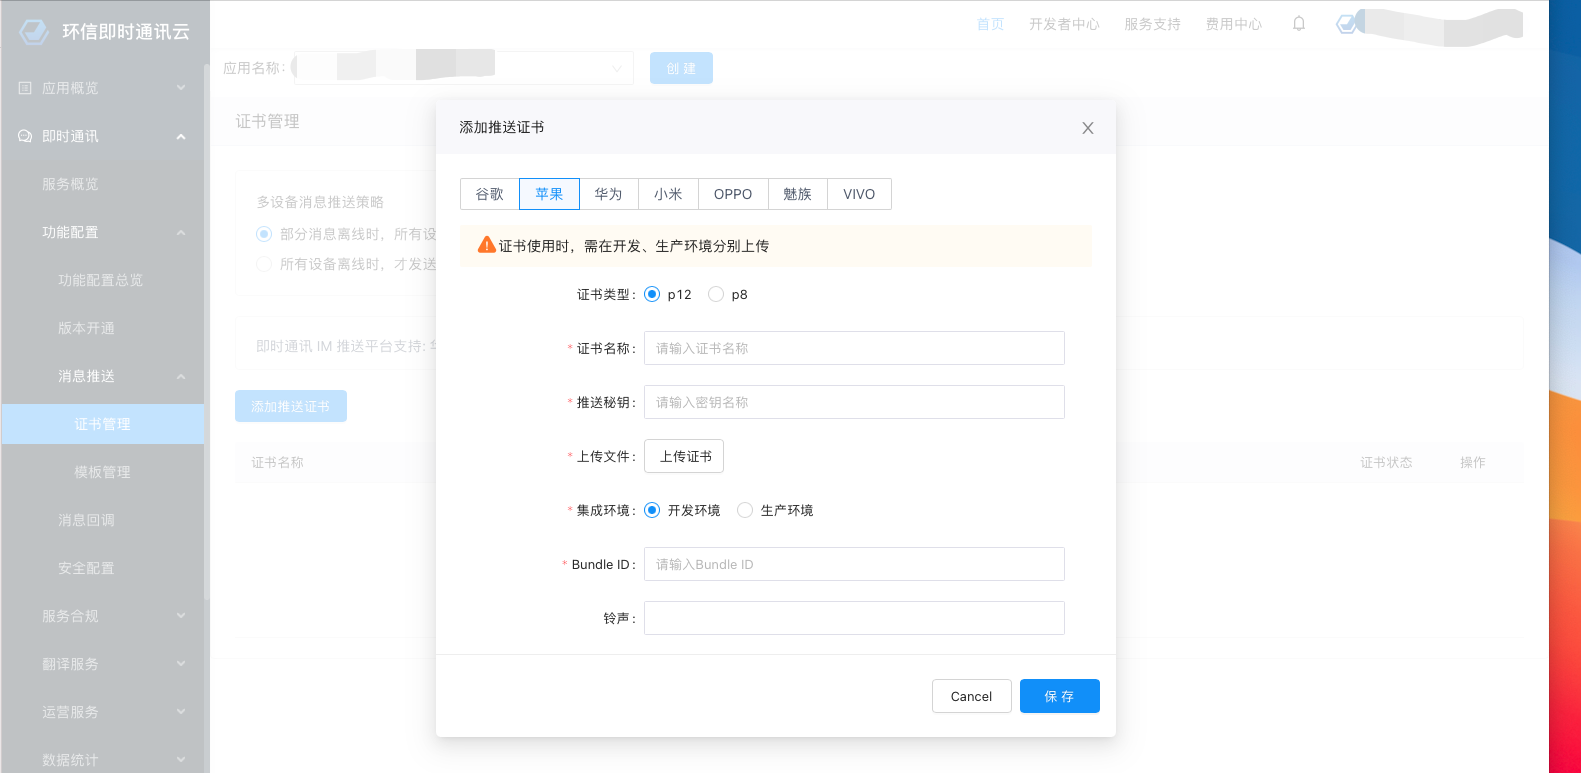 环信即时通讯云
首页 开发者中心 服务支持 费用中心
应用名称:
创 建
应用概览
即时通讯
服务概览
功能配置
功能配置总览
版本开通
消息推送
证书管理
模板管理
消息回调
安全配置
服务合规
翻译服务
运营服务
数据统计
证书管理
多设备消息推送策略
部分消息离线时，所有设
所有设备离线时，才发送
即时通讯 IM 推送平台支持:
添加推送证书
证书名称 证书状态 操作
添加推送证书
谷歌 苹果 华为 小米 OPPO 魅族 VIVO
证书使用时，需在开发、生产环境分别上传
证书类型: p12 p8
* 证书名称: 请输入证书名称
* 推送秘钥: 请输入密钥名称
* 上传文件: 上传证书
* 集成环境: 开发环境 生产环境
* Bundle ID: 请输入Bundle ID
铃声:
Cancel 保 存